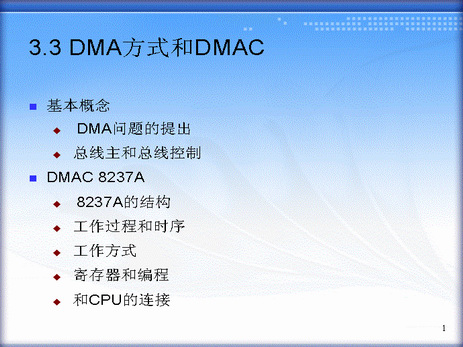 3.3 DMA方式和DMAC
基本概念
DMA问题的提出
总线主和总线控制
DMAC 8237A
8237A的结构
工作过程和时序
工作方式
寄存器和编程
和CPU的连接
1